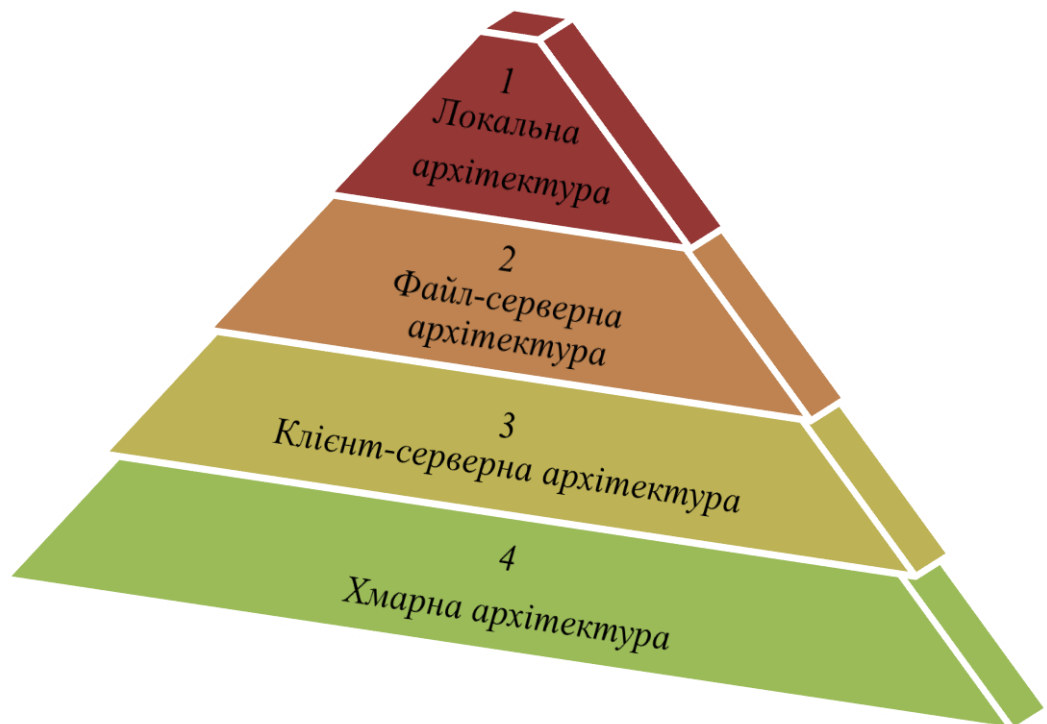 1
Локальна
архітектура
2
Файл-серверна
архітектура
3
Клієнт-серверна архітектура
4
Хмарна архітектура